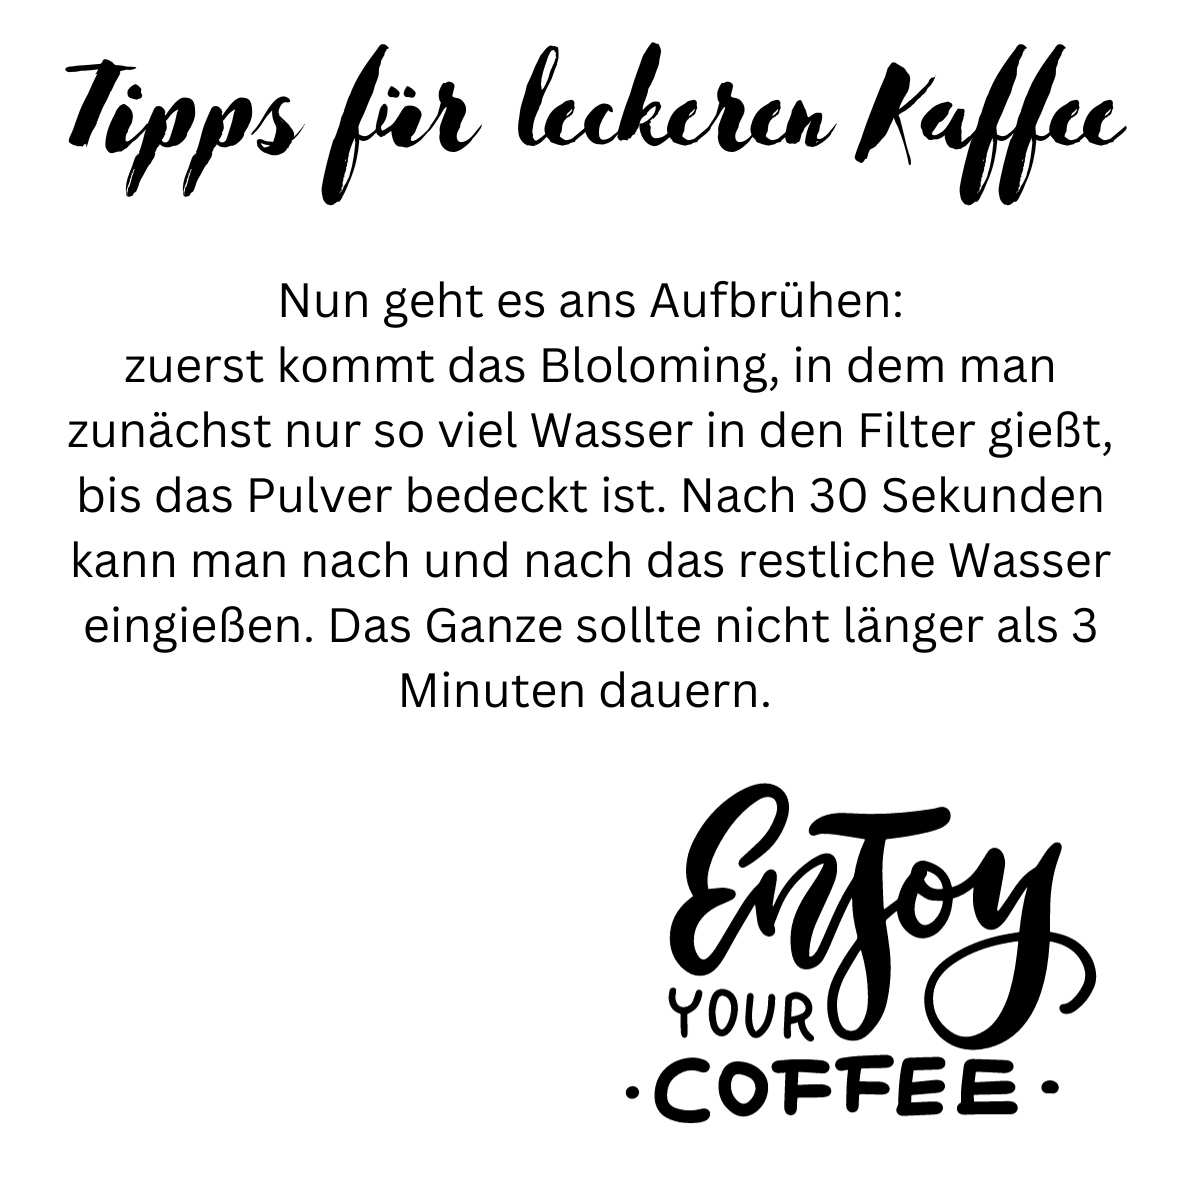 Tipps für leckeren Kaffee
Nun geht es ans Aufbrühen:
zuerst kommt das Bloloming, in dem man
zunächst nur so viel Wasser in den Filter gießt,
bis das Pulver bedeckt ist. Nach 30 Sekunden
kann man nach und nach das restliche Wasser
eingießen. Das Ganze sollte nicht länger als 3
Minuten dauern.
EnJoy
YOUR
·COFFEE·